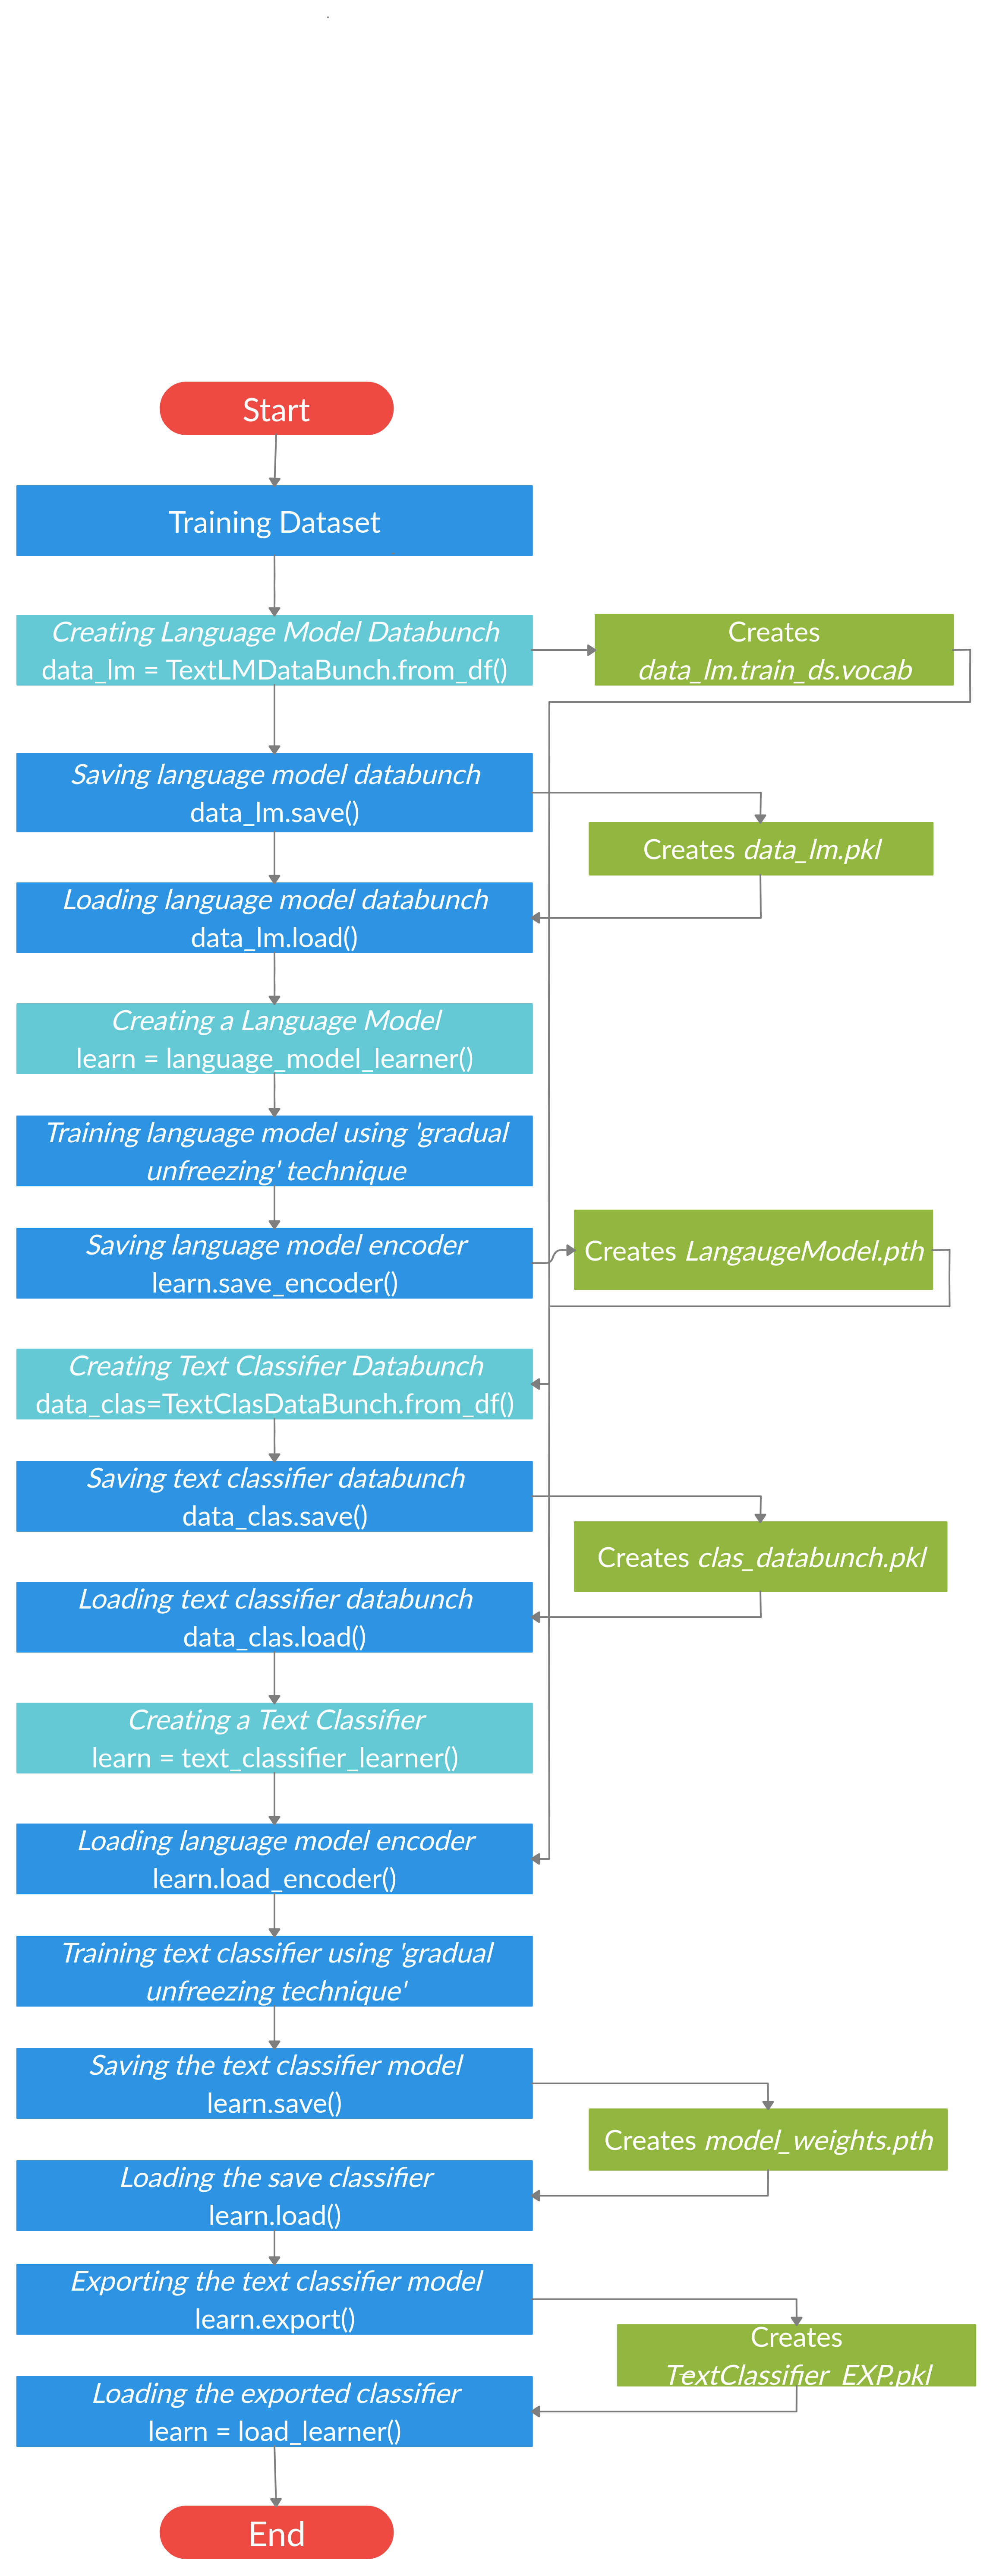 Start
Training Dataset
Creating Language Model Databunch
data_lm = TextLMDataBunch.from_df()
Creates
data_lm.train_ds.vocab
Saving language model databunch
data_lm.save()
Creates data_lm.pkl
Loading language model databunch
data_lm.load()
Creating a Language Model
learn = language_model_learner()
Training language model using 'gradual
unfreezing' technique
Saving language model encoder
learn.save_encoder()
Creates LangaugeModel.pth
Creating Text Classifier Databunch
data_clas=TextClasDataBunch.from_df()
Saving text classifier databunch
data_clas.save()
Creates clas_databunch.pkl
Loading text classifier databunch
data_clas.load()
Creating a Text Classifier
learn = text_classifier_learner()
Loading language model encoder
learn.load_encoder()
Training text classifier using 'gradual
unfreezing technique'
Saving the text classifier model
learn.save()
Creates model_weights.pth
Loading the save classifier
learn.load()
Exporting the text classifier model
learn.export()
Creates
TextClassifier_EXP.pkl
Loading the exported classifier
learn = load_learner()
End